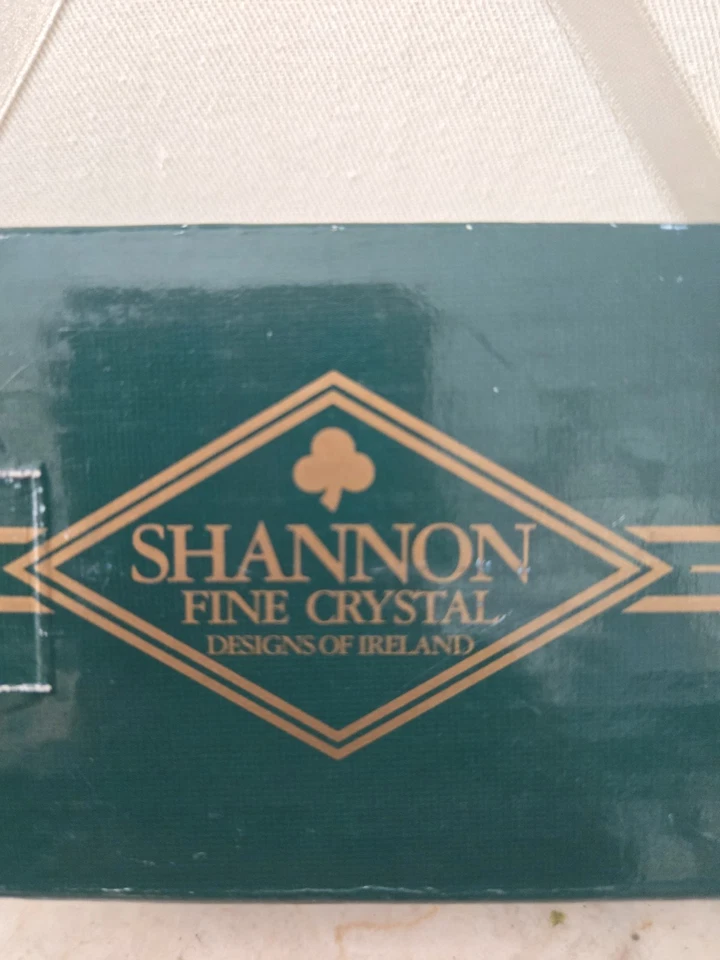 SHANNON
FINE CRYSTAL
DESIGNS OF IRELAND